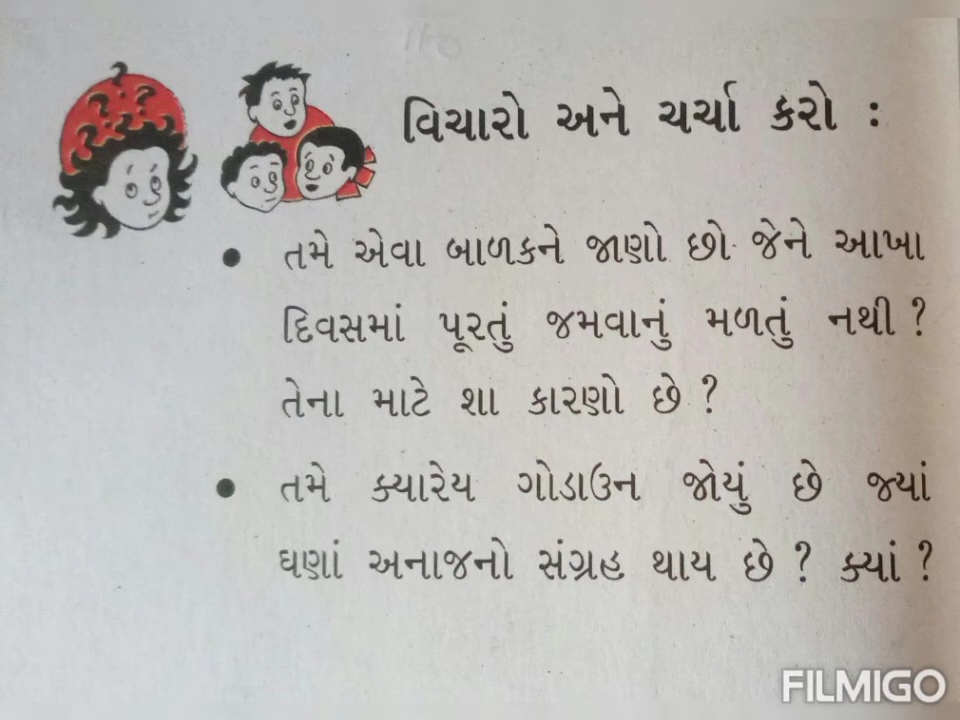 વિચારો અને ચર્ચા કરો :
• તમે એવા બાળકને જાણો છો જેને આખા
દિવસમાં પૂરતું જમવાનું મળતું નથી ?
તેના માટે શા કારણો છે ?
• તમે ક્યારેય ગોડાઉન જોયું છે જ્યાં
ઘણાં અનાજનો સંગ્રહ થાય છે ? ક્યાં ?
FILMIGO